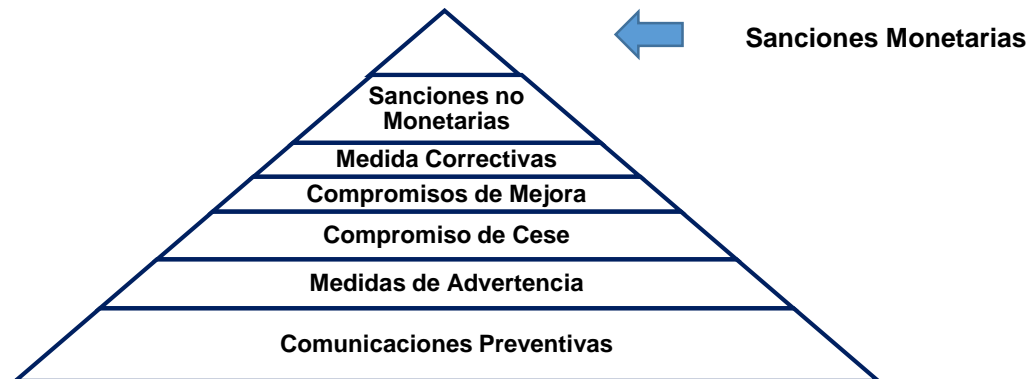 Sanciones Monetarias
Sanciones no
Monetarias
Medida Correctivas
Compromisos de Mejora
Compromiso de Cese
Medidas de Advertencia
Comunicaciones Preventivas